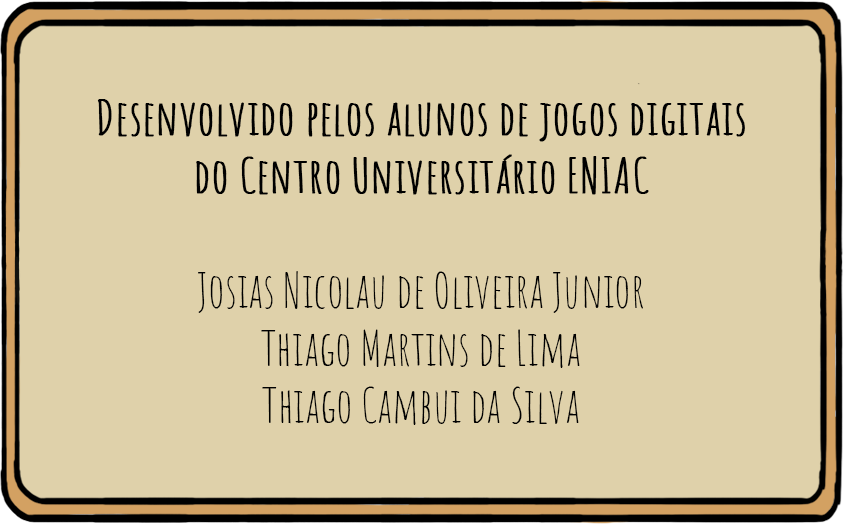 Desenvolvido pelos alunos de jogos digitais
do Centro Universitário ENIAC
Josias Nicolau de Oliveira Junior
Thiago Martins de Lima
Thiago Cambui da Silva